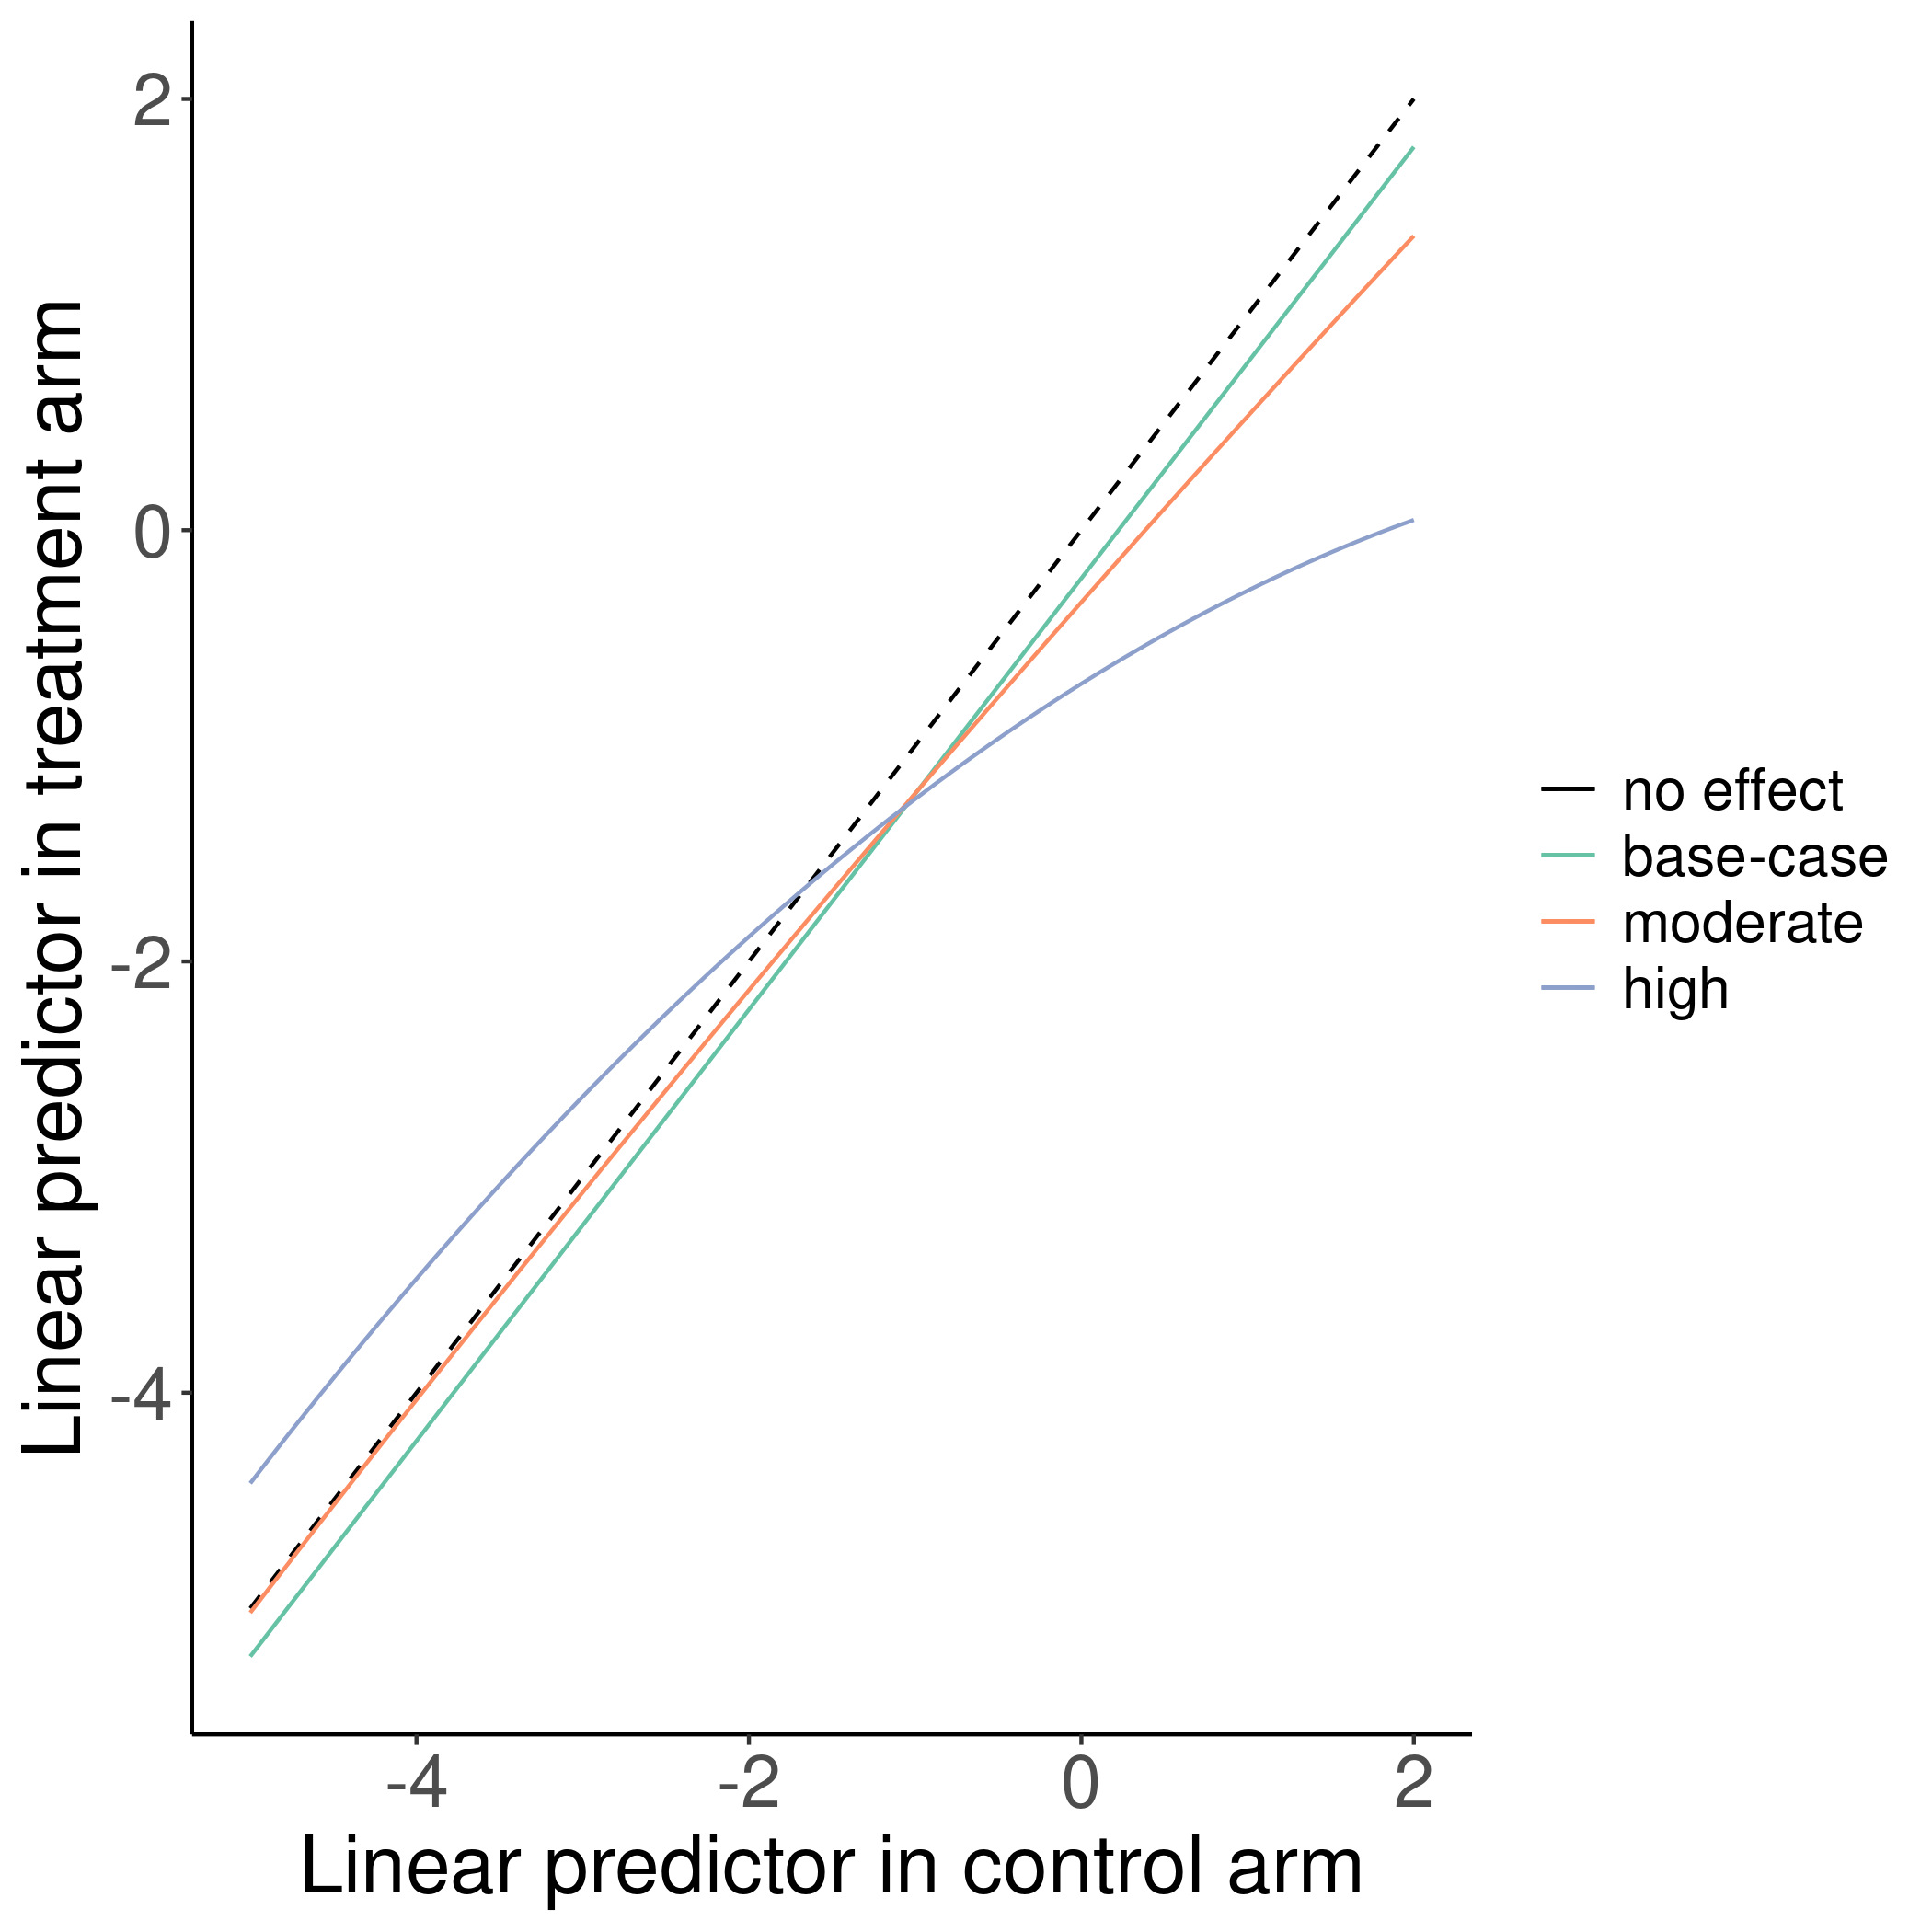 Linear predictor in treatment arm
2
0
-2
-4
-4
-2
0
2
Linear predictor in control arm
no effect
base-case
moderate
high